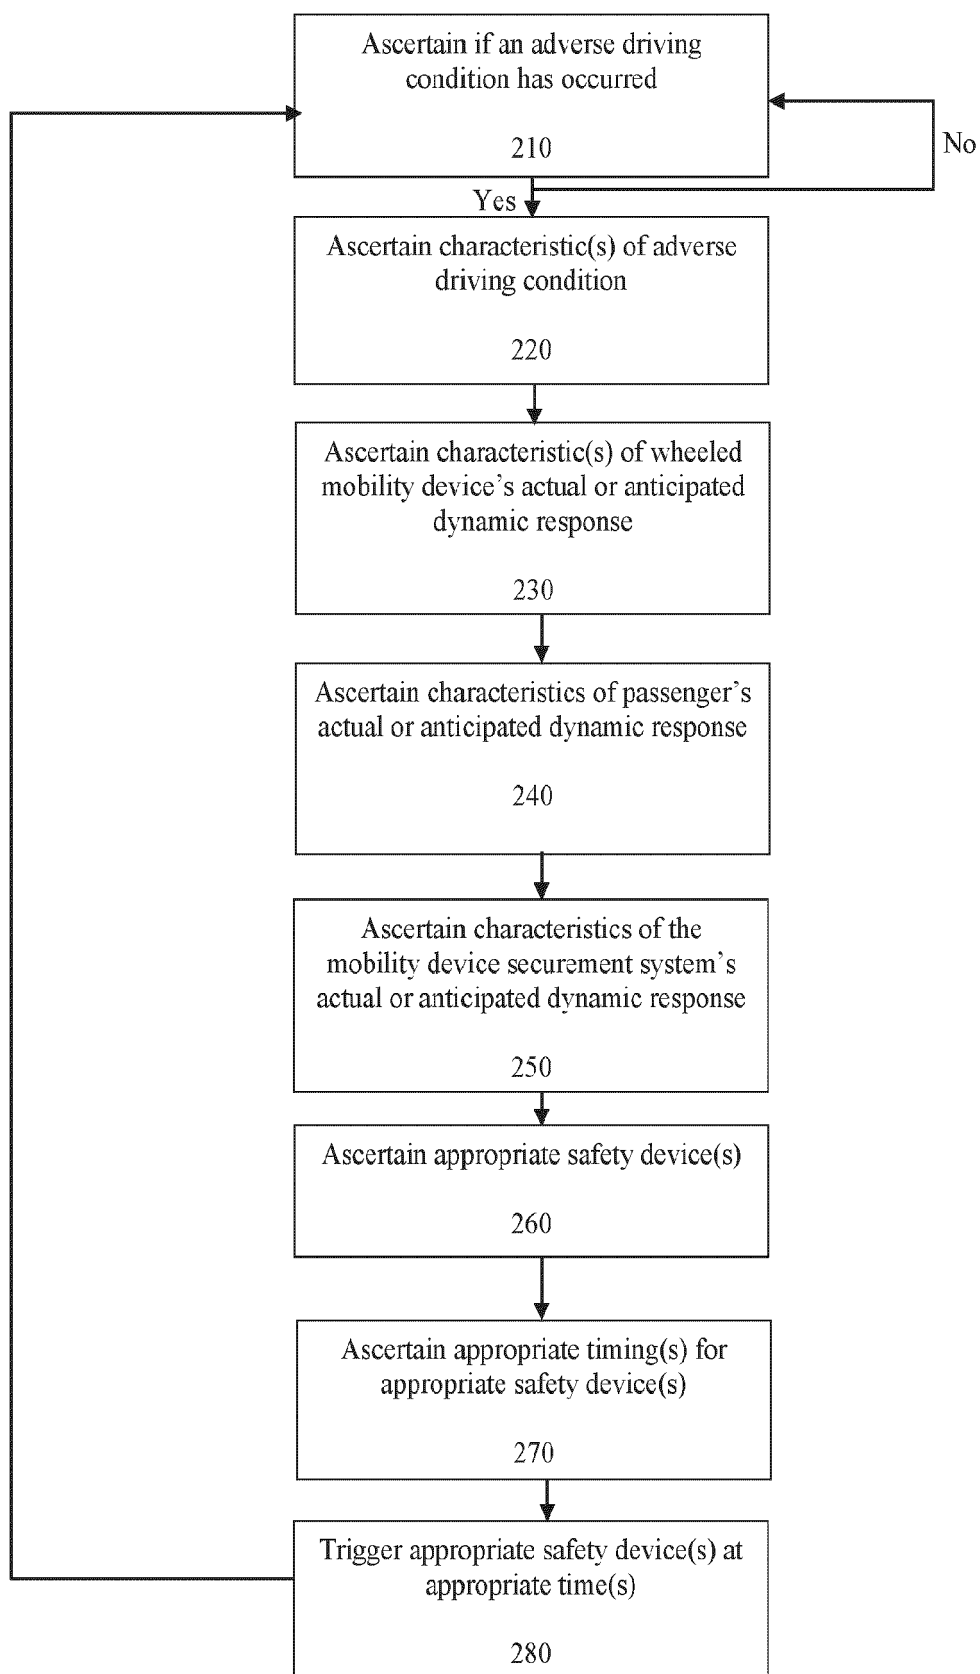 Ascertain if an adverse driving
condition has occurred
210
No
Yes
Ascertain characteristic(s) of adverse
driving condition
220
Ascertain characteristic(s) of wheeled
mobility device’s actual or anticipated
dynamic response
230
Ascertain characteristics of passenger’s
actual or anticipated dynamic response
240
Ascertain characteristics of the
mobility device securement system’s
actual or anticipated dynamic response
250
Ascertain appropriate safety device(s)
260
Ascertain appropriate timing(s) for
appropriate safety device(s)
270
Trigger appropriate safety device(s) at
appropriate time(s)
280